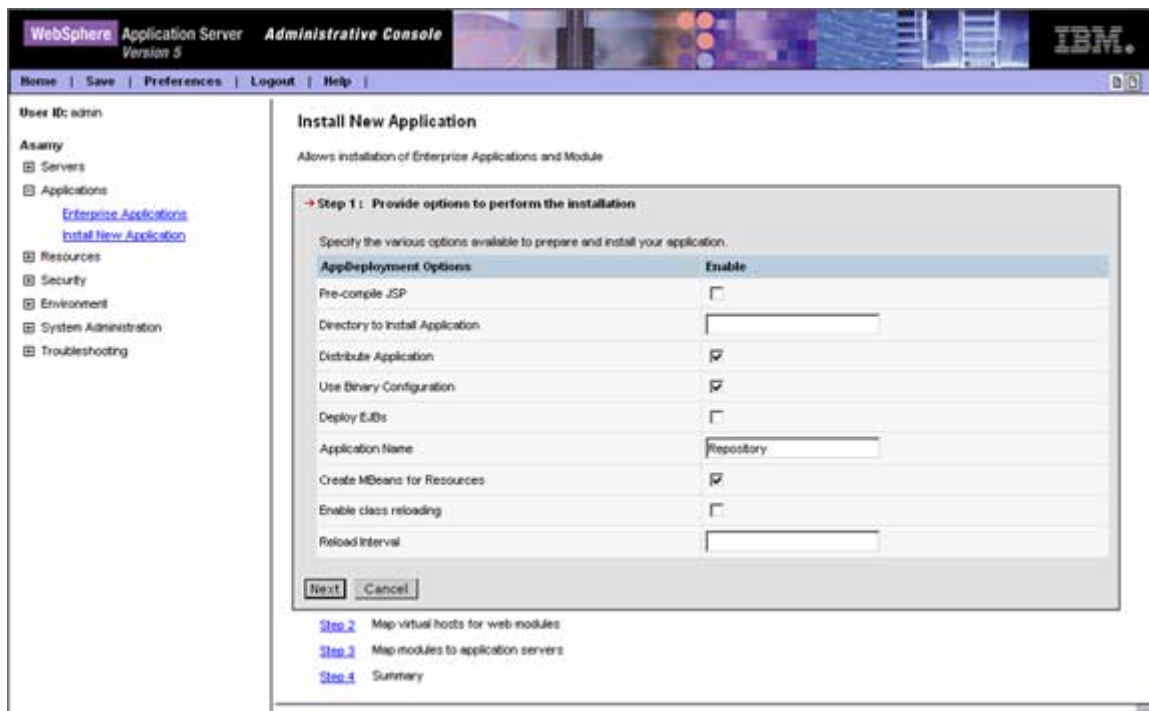 WebSphere Application Server Administrative Console
Version 5
IBM.
Home | Save | Preferences | Logout | Help |
User ID: admin
Asamy
Servers
Applications
Enterprise Applications
Install New Application
Resources
Security
Environment
System Administration
Troubleshooting
Install New Application
Allows installation of Enterprise Applications and Module
Step 1 : Provide options to perform the installation
Specify the various options available to prepare and install your application.
AppDeployment Options Enable
Pre-compile JSP
Directory to Install Application
Distribute Application
Use Binary Configuration
Deploy EJBs
Application Name Repository
Create MBeans for Resources
Enable class reloading
Reload Interval
Next Cancel
Step 2 Map virtual hosts for web modules
Step 3 Map modules to application servers
Step 4 Summary